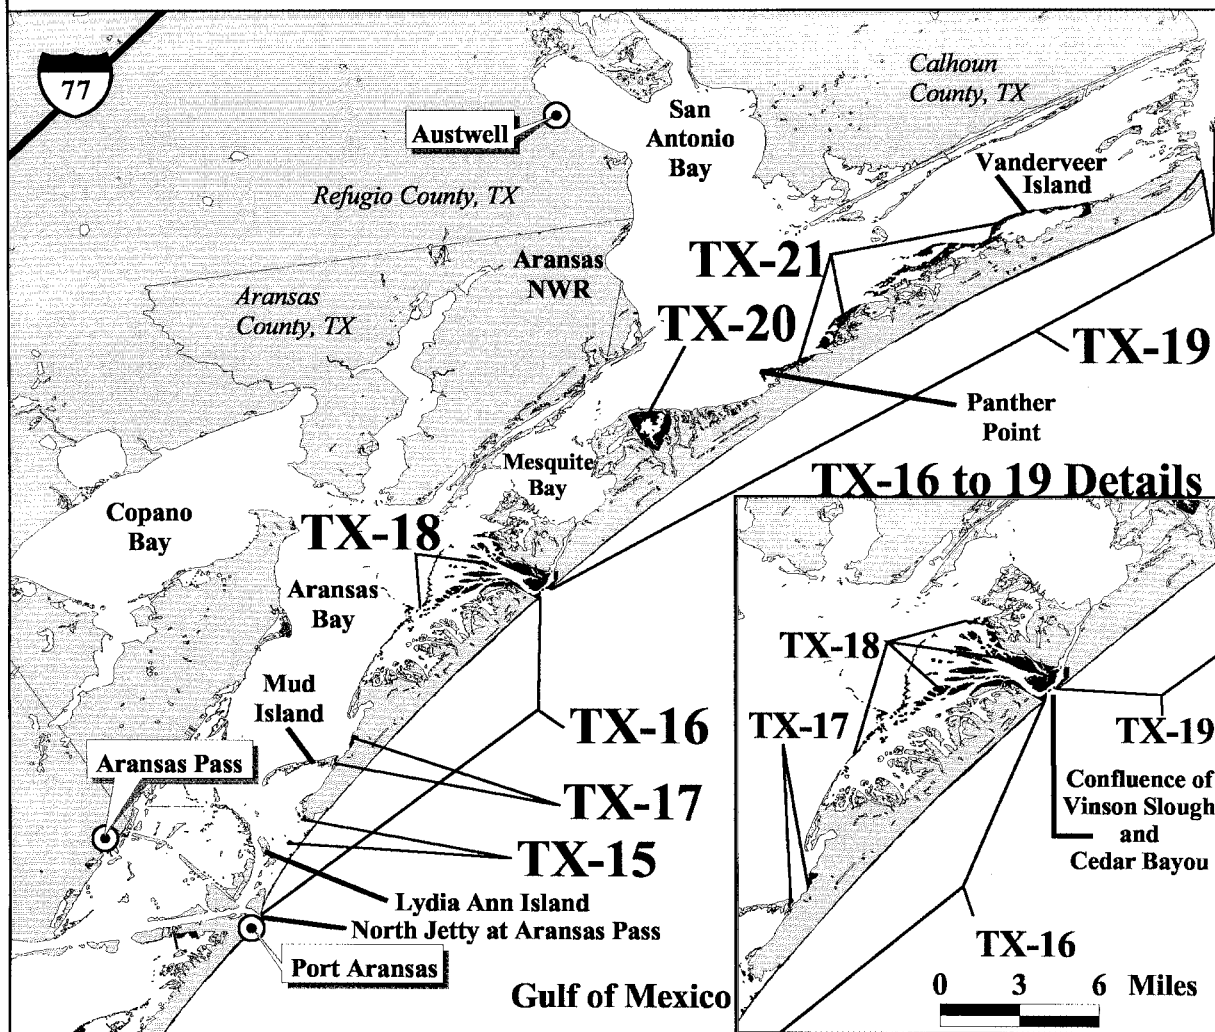 77
Calhoun
County, TX
San
Antonio
Bay
Austwell
Vanderveer
Island
Refugio County, TX
TX-21
Aransas
NWR
Aransas
County, TX
TX-20
TX-19
Panther
Point
Mesquite
Bay
TX-16 to 19 Details
Copano
Bay
TX-18
Aransas
Bay
TX-18
Mud
Island
TX-16
TX-17
TX-19
Aransas Pass
Confluence of
Vinson Slough
and
Cedar Bayou
TX-17
TX-15
Lydia Ann Island
North Jetty at Aransas Pass
TX-16
Port Aransas
Gulf of Mexico
0 3 6 Miles